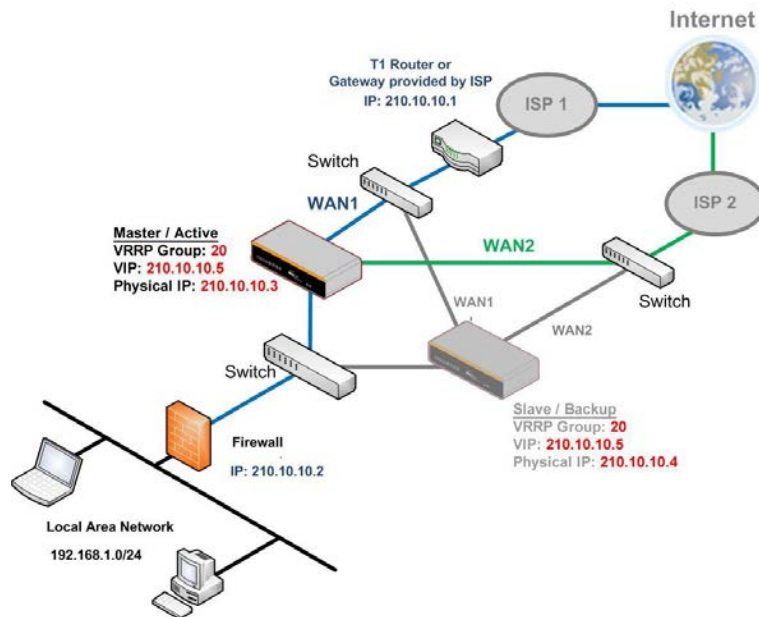 Internet
T1 Router or
Gateway provided by ISP
IP: 210.10.10.1
ISP 1
Switch
WAN1
ISP 2
Master / Active
VRRP Group: 20
VIP: 210.10.10.5
Physical IP: 210.10.10.3
WAN2
Switch
WAN1
WAN2
Switch
Slave / Backup
VRRP Group: 20
VIP: 210.10.10.5
Physical IP: 210.10.10.4
Firewall
IP: 210.10.10.2
Local Area Network
192.168.1.0/24